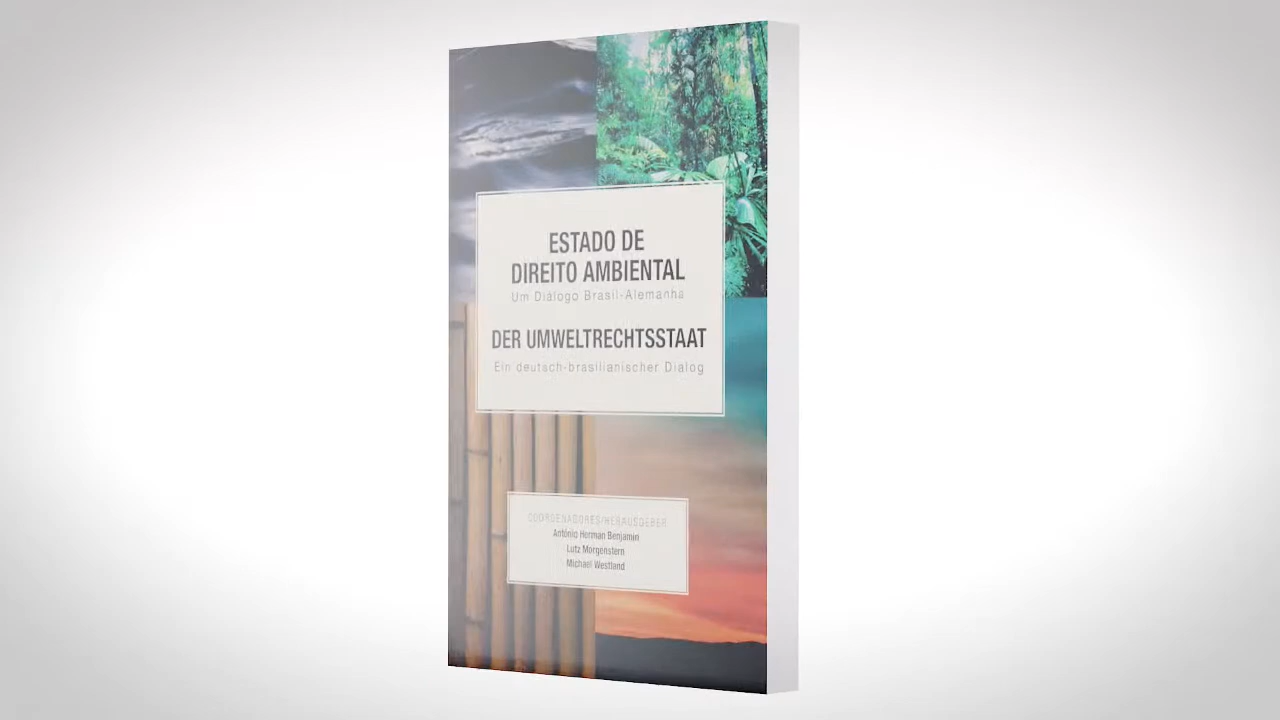 ESTADO DE
DIREITO AMBIENTAL
Um Diálogo Brasil-Alemanha
DER UMWELTRECHTSSTAAT
Ein deutsch-brasilianischer Dialog
COORDENADORES/HERAUSGEBER
Antônio Herman Benjamin
Lutz Morgenstern
Michael Westland